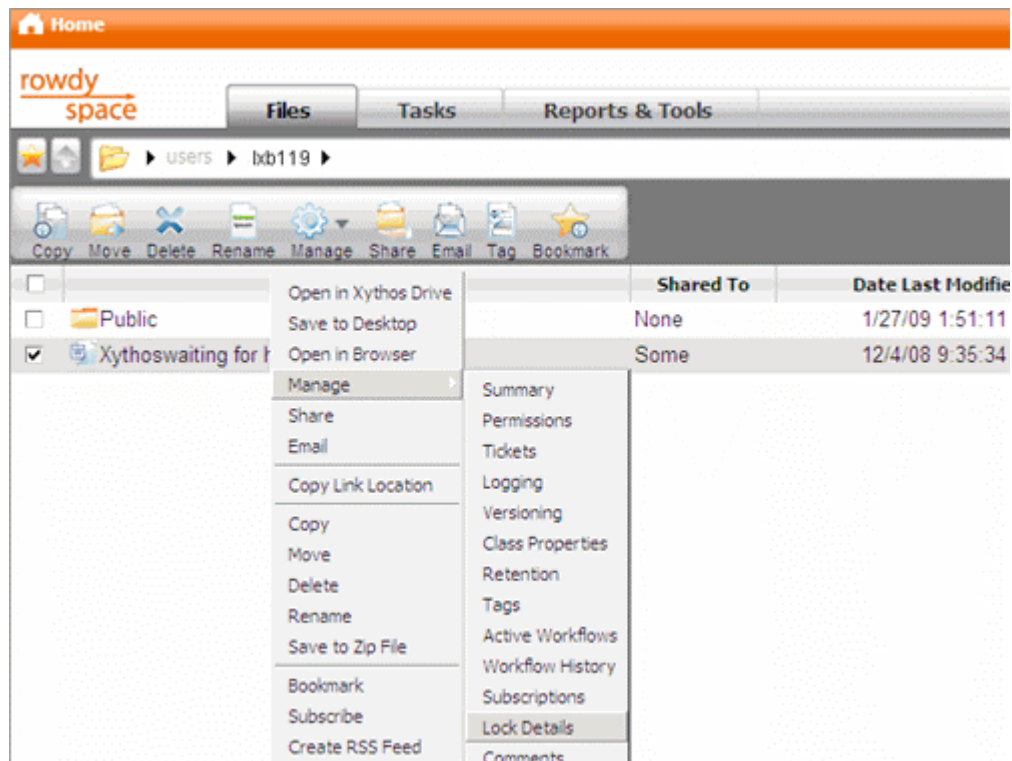 Home
rowdy
space
Files Tasks Reports & Tools
users lxb119
Copy Move Delete Rename Manage Share Email Tag Bookmark
Shared To Date Last Modifie
Public None 1/27/09 1:51:11
Xythoswaiting for h Some 12/4/08 9:35:34
Open in Xythos Drive
Save to Desktop
Open in Browser
Manage
Share
Email
Copy Link Location
Copy
Move
Delete
Rename
Save to Zip File
Bookmark
Subscribe
Create RSS Feed
Summary
Permissions
Tickets
Logging
Versioning
Class Properties
Retention
Tags
Active Workflows
Workflow History
Subscriptions
Lock Details
Comments